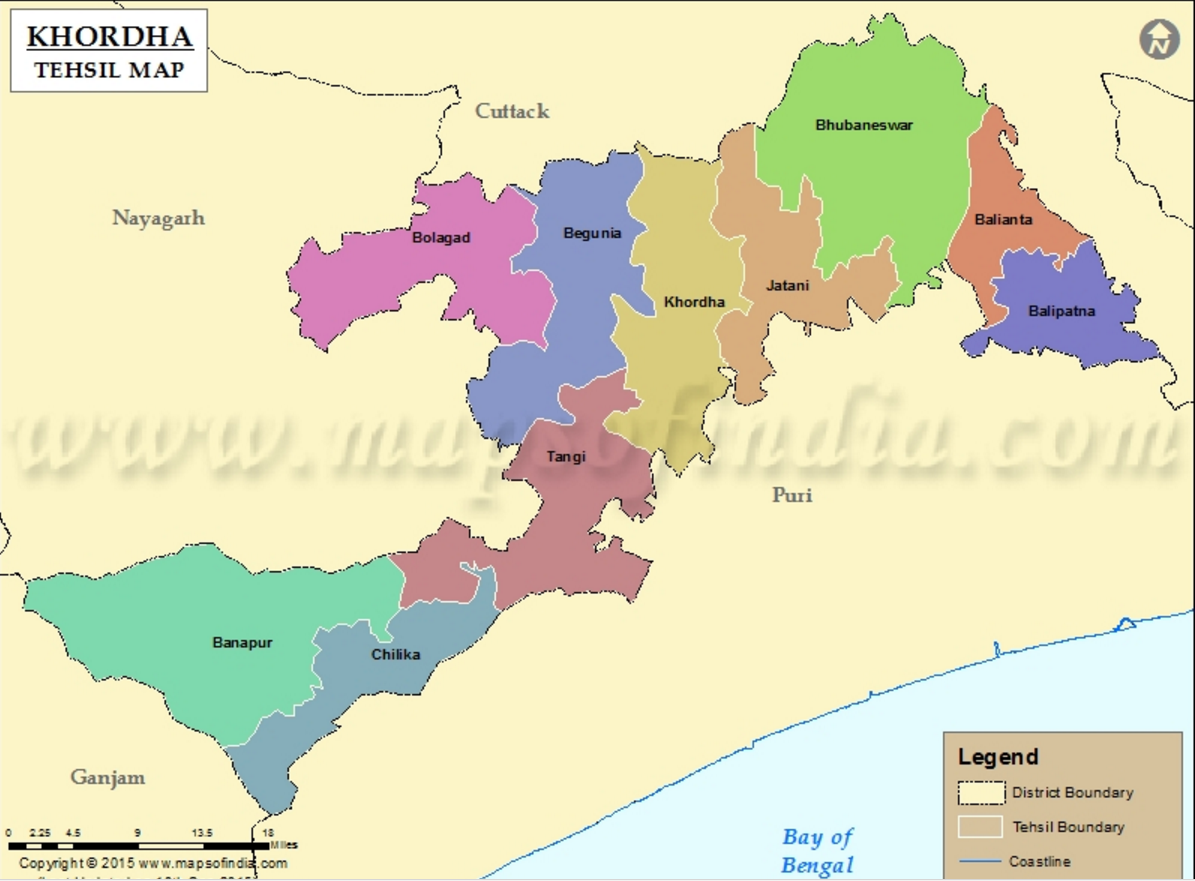 KHORDHA
TEHSIL MAP
N
Cuttack
Bhubaneswar
Nayagarh
Bolagad
Begunia
Balianta
Khordha
Jatani
Balipatna
www.mapsofindia.com
Tangi
Puri
Banapur
Chilika
Ganjam
Legend
District Boundary
Tehsil Boundary
Coastline
Bay of
Bengal
0 2.25 4.5 9 13.5 18
Miles
Copyright © 2015 www.mapsofindia.com